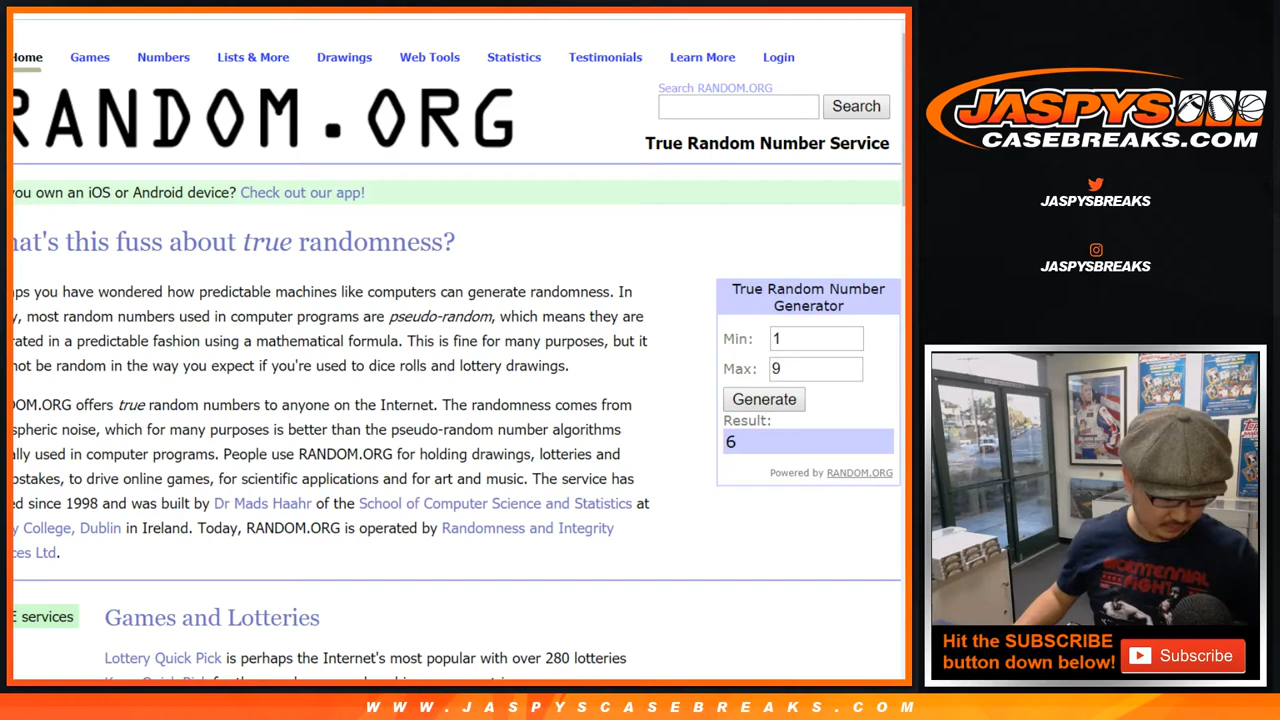 Home Games Numbers Lists & More Drawings Web Tools Statistics Testimonials Learn More Login
RANDOM.ORG
Search RANDOM.ORG
Search
True Random Number Service
you own an iOS or Android device? Check out our app!
hat's this fuss about true randomness?
aps you have wondered how predictable machines like computers can generate randomness. In
y, most random numbers used in computer programs are pseudo-random, which means they are
rated in a predictable fashion using a mathematical formula. This is fine for many purposes, but it
not be random in the way you expect if you're used to dice rolls and lottery drawings.
OM.ORG offers true random numbers to anyone on the Internet. The randomness comes from
spheric noise, which for many purposes is better than the pseudo-random number algorithms
ally used in computer programs. People use RANDOM.ORG for holding drawings, lotteries and
pstakes, to drive online games, for scientific applications and for art and music. The service has
ed since 1998 and was built by Dr Mads Haahr of the School of Computer Science and Statistics at
y College, Dublin in Ireland. Today, RANDOM.ORG is operated by Randomness and Integrity
ces Ltd.
True Random Number
Generator
Min: 1
Max: 9
Generate
Result:
6
Powered by RANDOM.ORG
E services
Games and Lotteries
Lottery Quick Pick is perhaps the Internet's most popular with over 280 lotteries
JASPYS
CASEBREAKS.COM
JASPYSBREAKS
JASPYSBREAKS
BICENTENNIAL
FIGHT
Hit the SUBSCRIBE
button down below!
Subscribe
WWW.JASPYSCASEBREAKS.COM